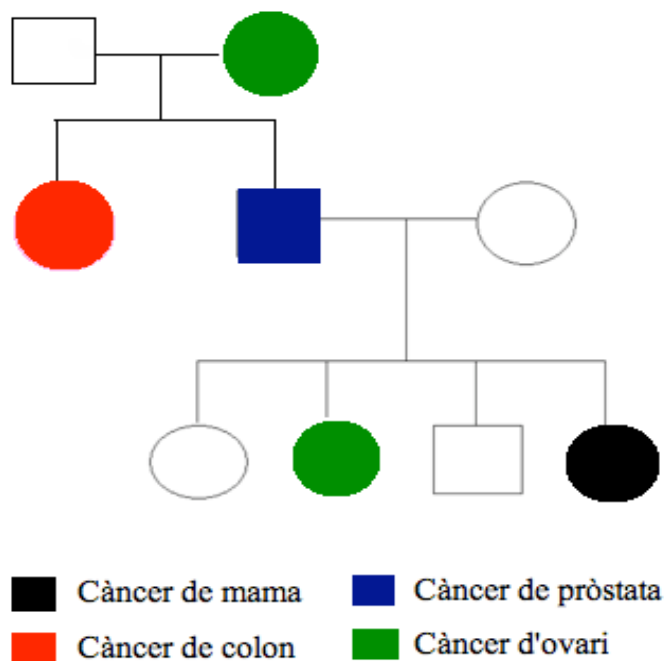 Càncer de mama
Càncer de pròstata
Càncer de colon
Càncer d'ovari